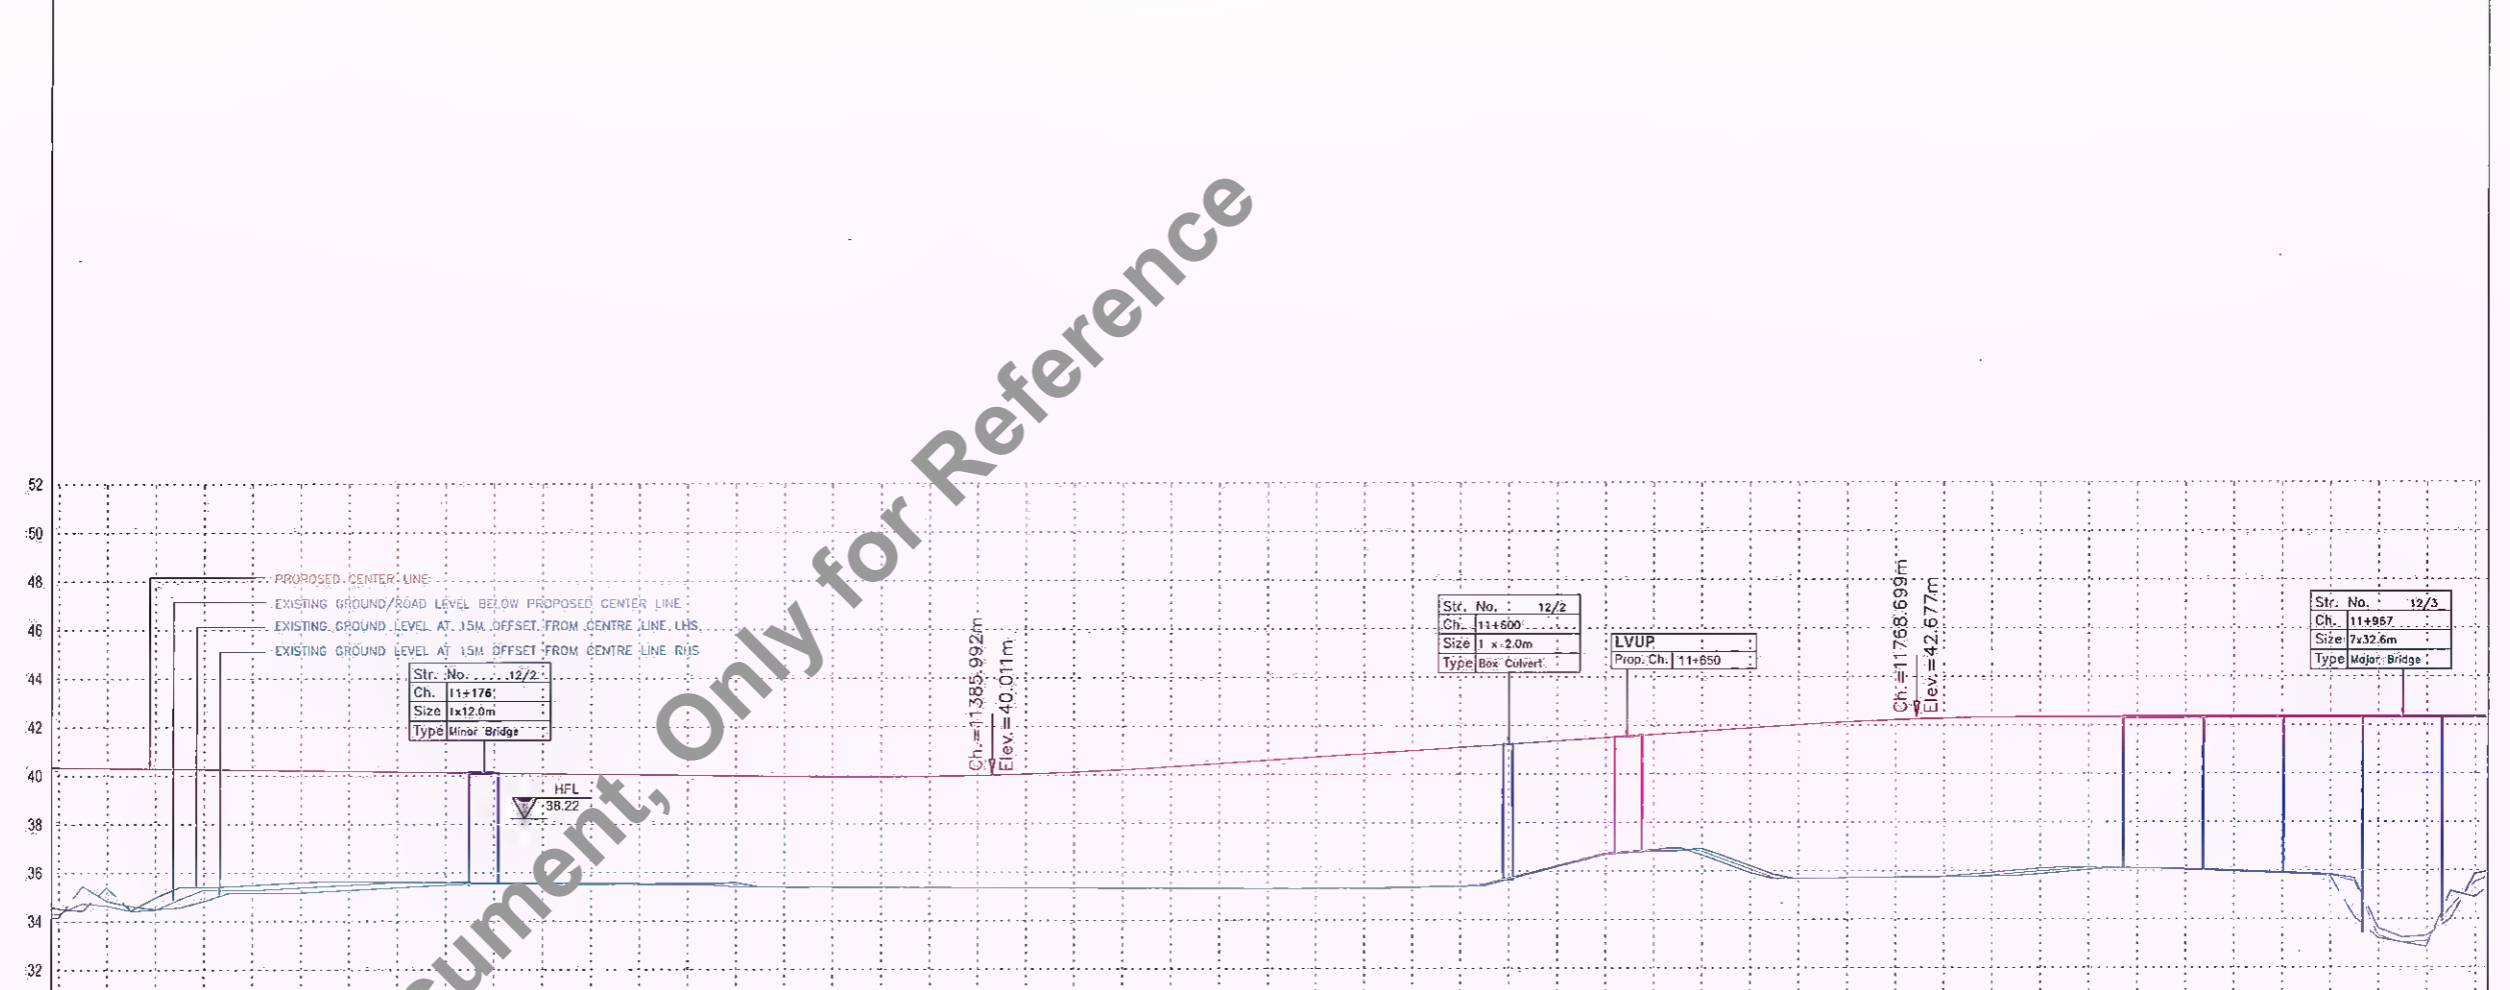 52
50
48
46
44
42
40
38
36
34
32
PROPOSED CENTER LINE
EXISTING GROUND/ROAD LEVEL BELOW PROPOSED CENTER LINE
EXISTING GROUND LEVEL AT 15M OFFSET FROM CENTRE LINE LHS
EXISTING GROUND LEVEL AT 15M OFFSET FROM CENTRE LINE RHS
Str. No. 12/2
Ch. 11+176
Size 1x12.0m
Type Minor Bridge
HFL
38.22
Ch.=11385.992m
Elev.=40.011m
Str. No. : 12/2
Ch. 11+600
Size 1 x 2.0m
Type Box Culvert
LVUP
Prop. Ch. 11+650
Ch.=11768.699m
Elev.=42.677m
Str. No. 12/3
Ch. 11+967
Size 7x32.6m
Type Major Bridge
cument, Only for Reference